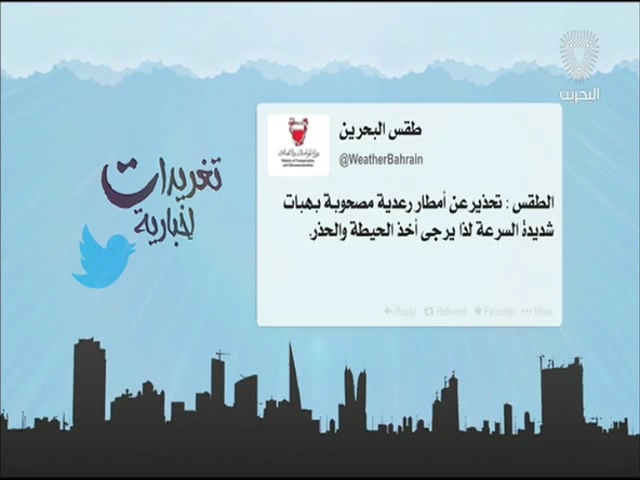 البحرين
تغريدات
إخبارية
طقس البحرين
@WeatherBahrain
الطقس : تحذير عن أمطار رعدية مصحوبة بهبات
شديدة السرعة لذا يرجى أخذ الحيطة والحذر.
Reply Retweet Favorite More